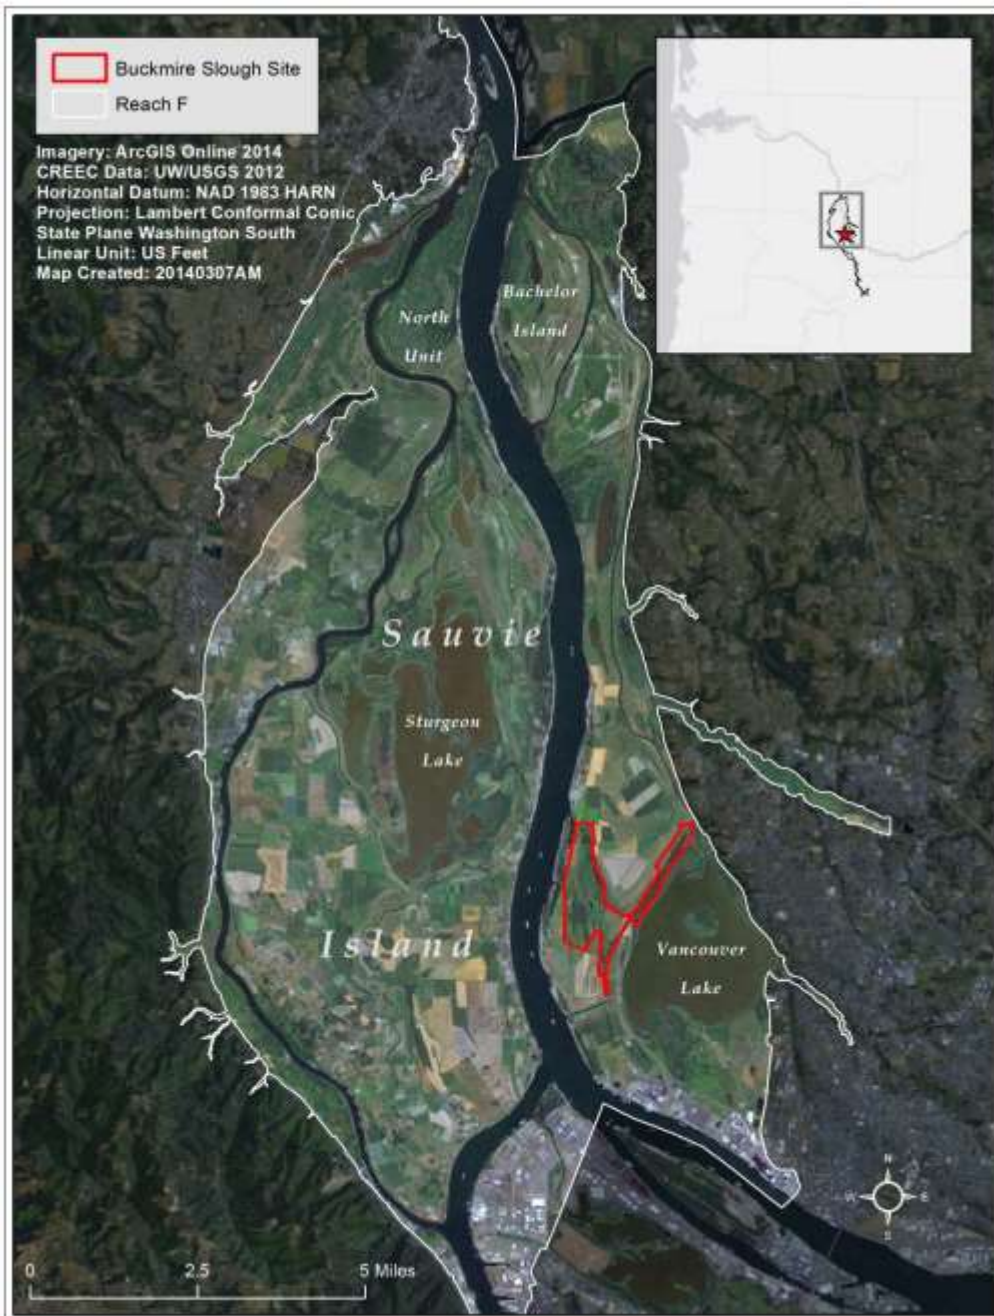 Buckmire Slough Site
Reach F
Imagery: ArcGIS Online 2014
CREEC Data: UW/USGS 2012
Horizontal Datum: NAD 1983 HARN
Projection: Lambert Conformal Conic
State Plane Washington South
Linear Unit: US Feet
Map Created: 20140307AM
Bachelor
Island
North
Unit
Sauvie
Sturgeon
Lake
Island
Vancouver
Lake
N
W E
S
0 2.5 5 Miles